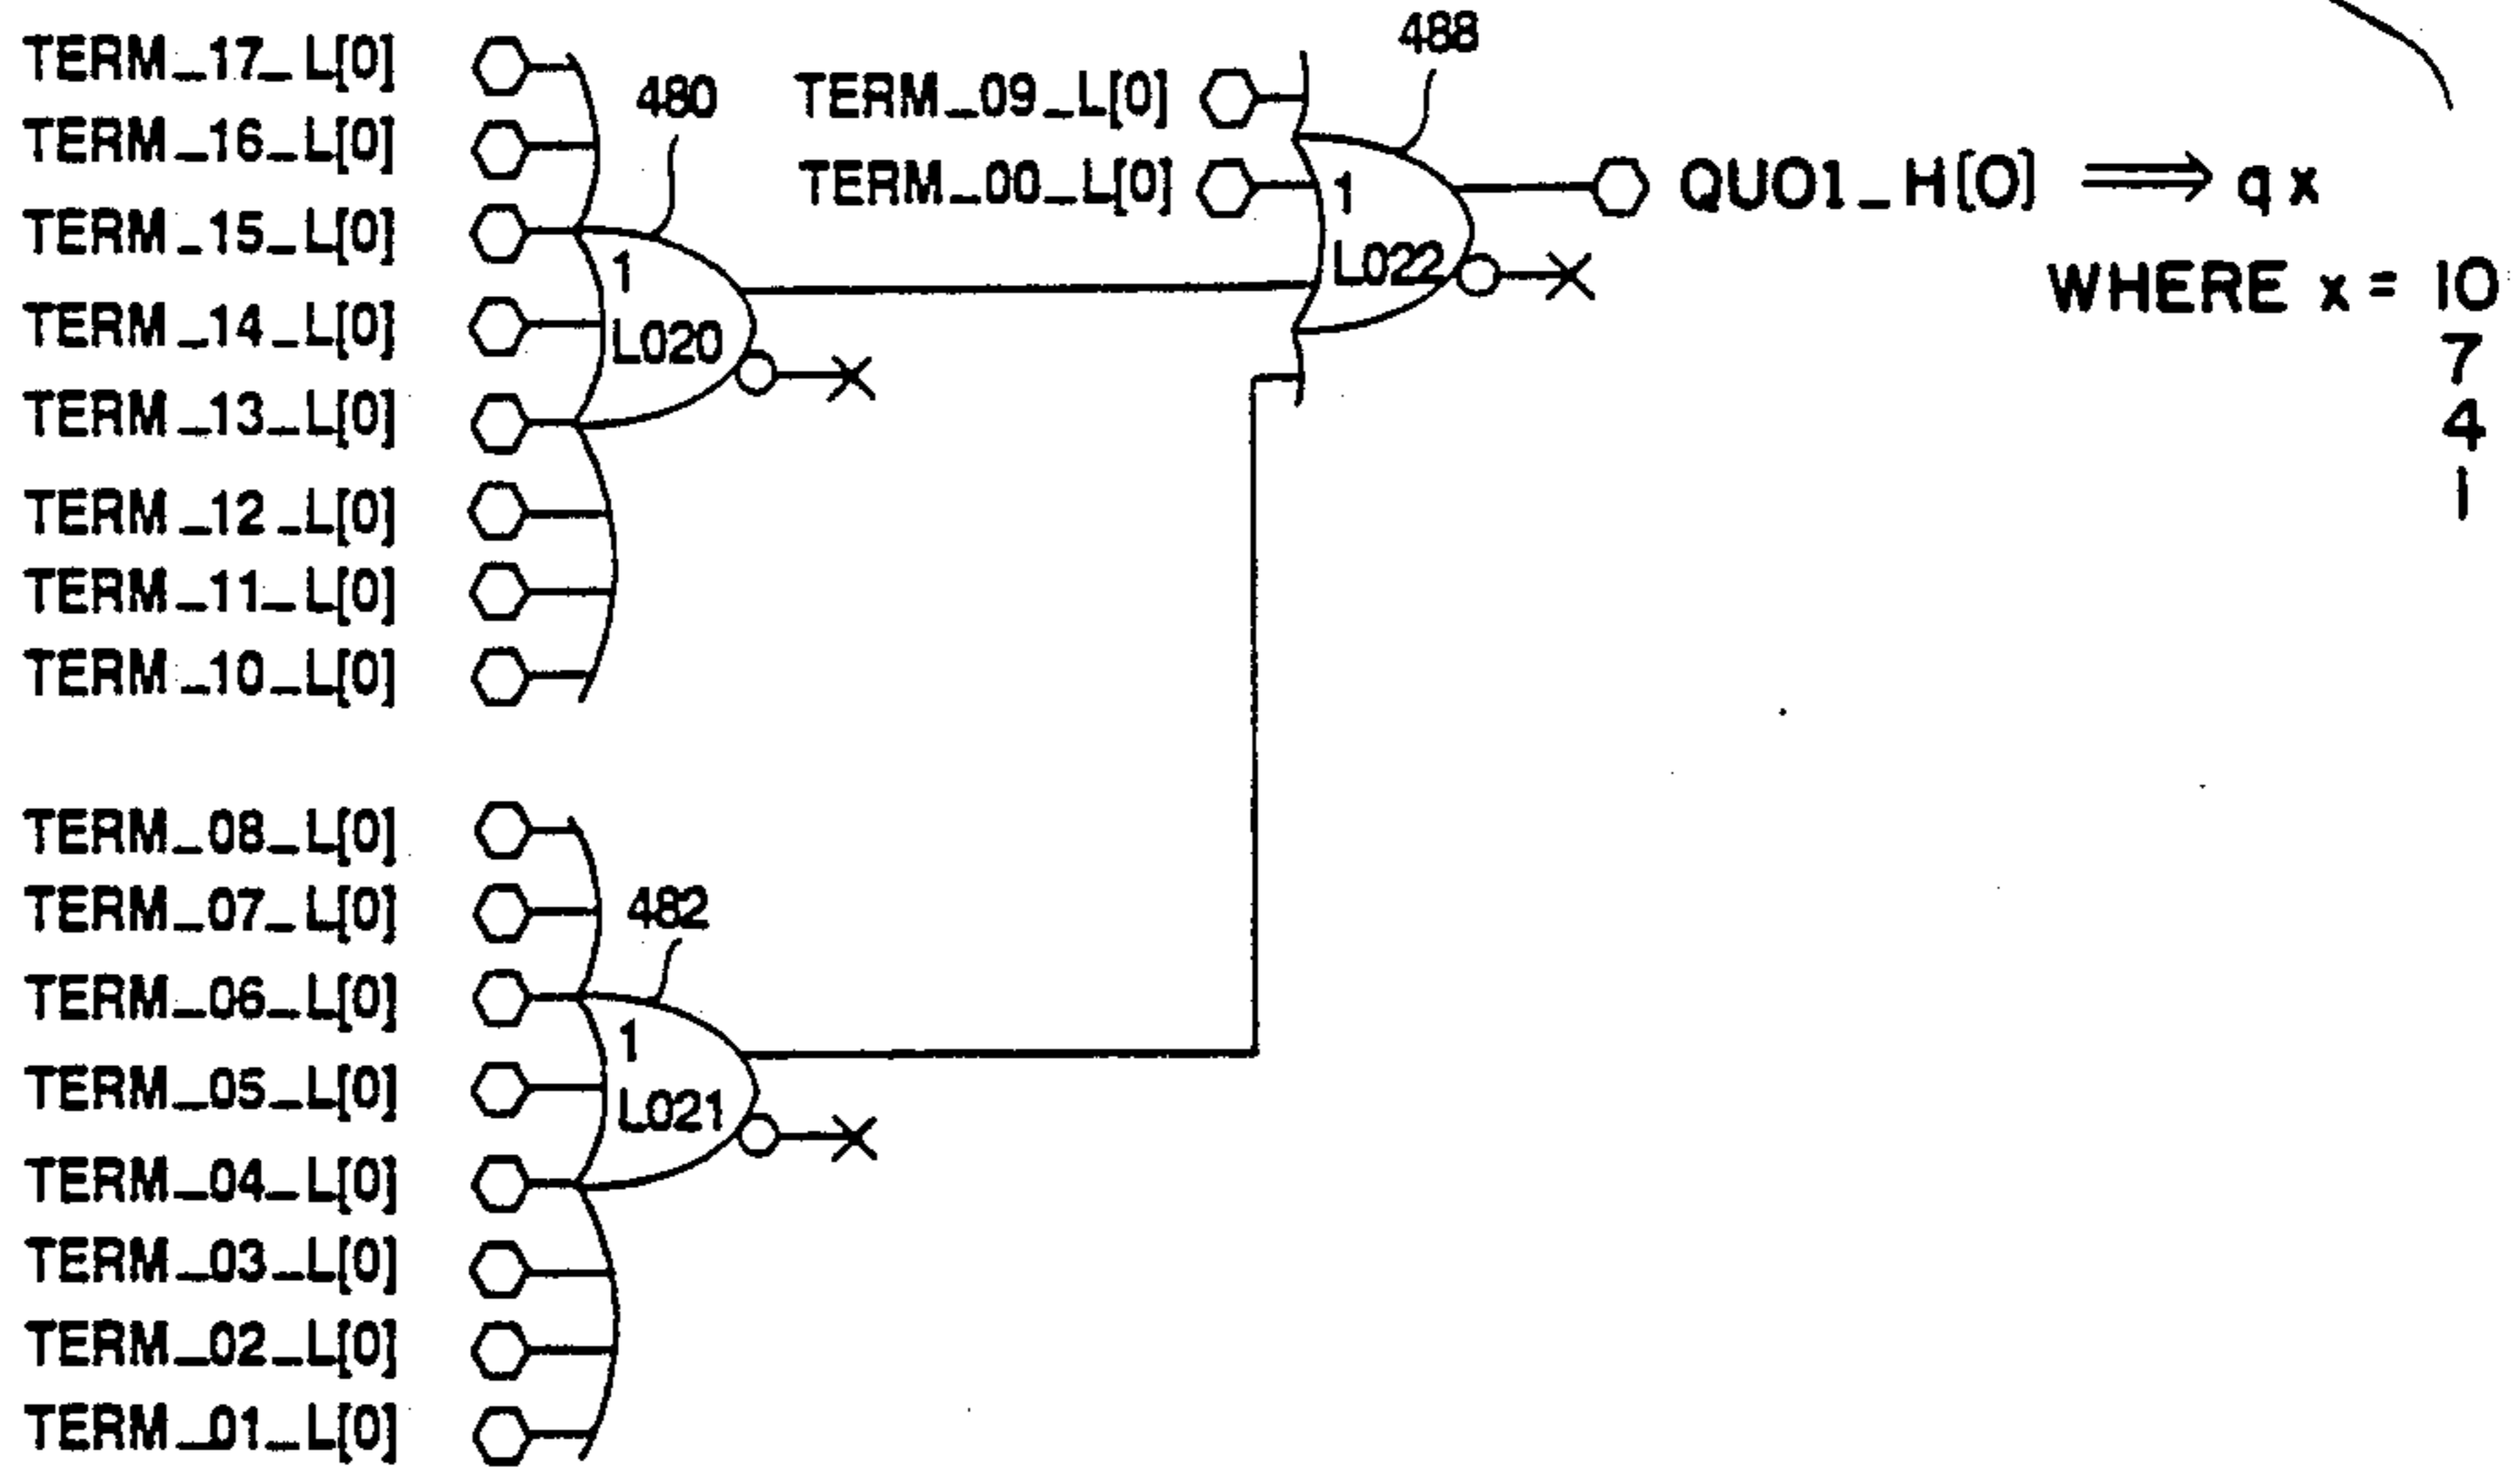 TERM_17_L[0]
TERM_16_L[0]
TERM_15_L[0]
TERM_14_L[0]
TERM_13_L[0]
TERM_12_L[0]
TERM_11_L[0]
TERM_10_L[0]
480
1
L020
TERM_09_L[0]
TERM_00_L[0]
488
1
L022
QUO1_H[0] ⟹ qx
WHERE x = 10
7
4
1
TERM_08_L[0]
TERM_07_L[0]
TERM_06_L[0]
TERM_05_L[0]
TERM_04_L[0]
TERM_03_L[0]
TERM_02_L[0]
TERM_01_L[0]
482
1
L021